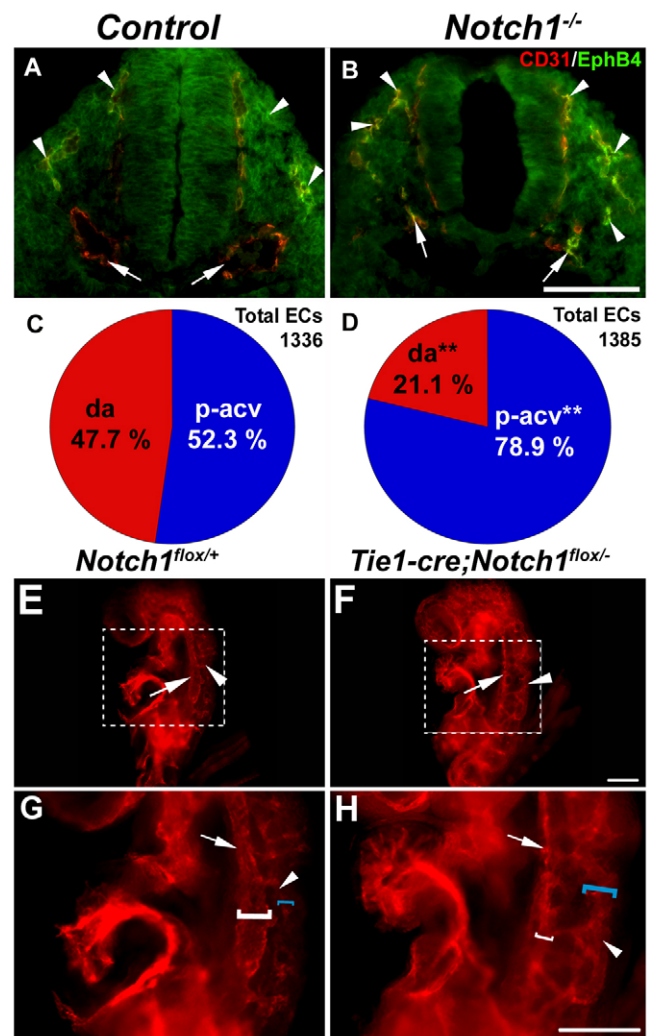 Control
Notch1-/-
A
B
CD31/EphB4
C
Total ECs
1336
da
47.7 %
p-acv
52.3 %
D
Total ECs
1385
da**
21.1 %
p-acv**
78.9 %
Notch1flox/+
Tie1-cre;Notch1flox/-
E
F
G
H